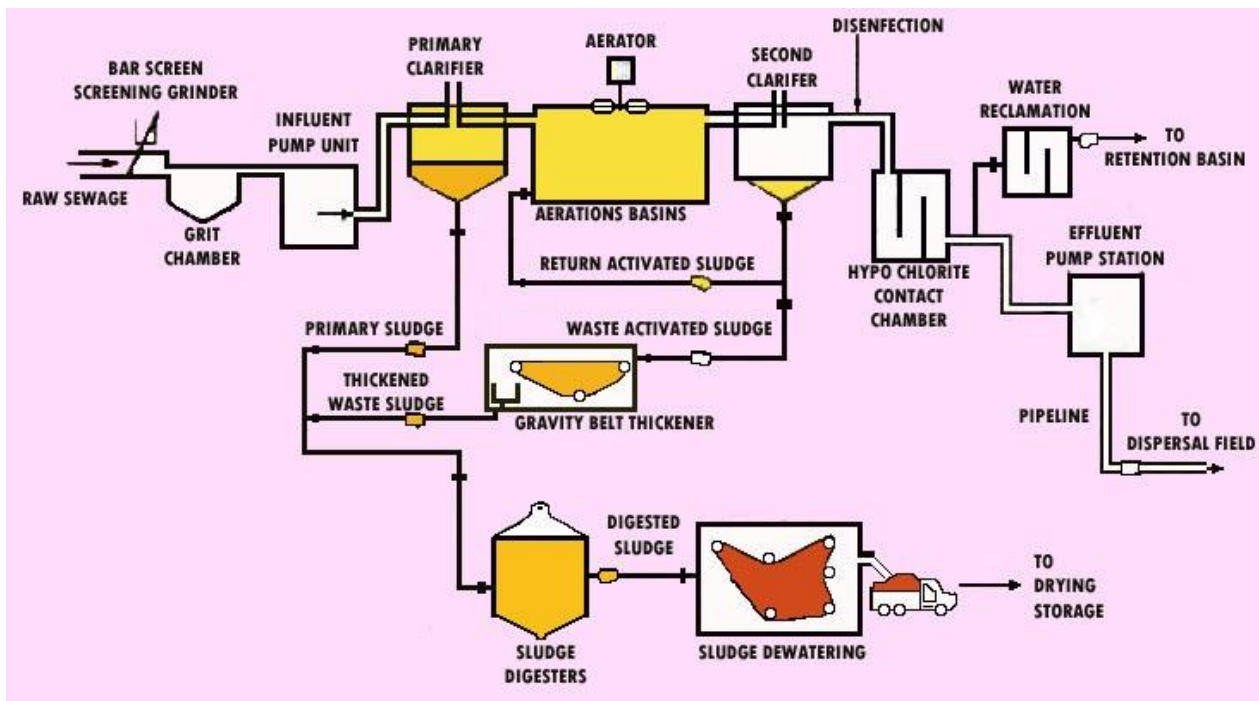 DISENFECTION
AERATOR
PRIMARY
CLARIFIER
SECOND
CLARIFER
BAR SCREEN
SCREENING GRINDER
WATER
RECLAMATION
INFLUENT
PUMP UNIT
TO
RETENTION BASIN
RAW SEWAGE
AERATIONS BASINS
GRIT
CHAMBER
EFFLUENT
PUMP STATION
RETURN ACTIVATED SLUDGE
HYPO CHLORITE
CONTACT
CHAMBER
PRIMARY SLUDGE
WASTE ACTIVATED SLUDGE
THICKENED
WASTE SLUDGE
GRAVITY BELT THICKENER
PIPELINE
TO
DISPERSAL FIELD
DIGESTED
SLUDGE
TO
DRYING
STORAGE
SLUDGE
DIGESTERS
SLUDGE DEWATERING